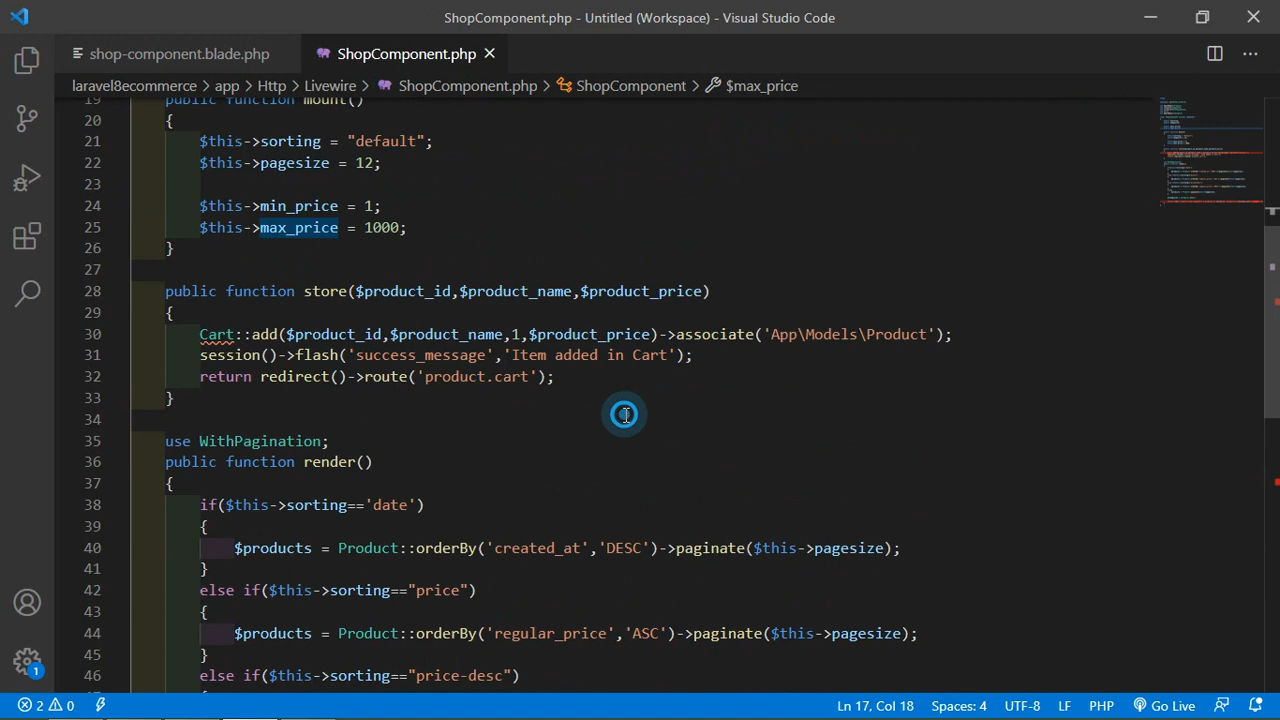 ShopComponent.php - Untitled (Workspace) - Visual Studio Code
shop-component.blade.php
ShopComponent.php
laravel8ecommerce > app > Http > Livewire > ShopComponent.php > ShopComponent > $max_price
19 public function mount()
20 {
21 $this->sorting = "default";
22 $this->pagesize = 12;
23
24 $this->min_price = 1;
25 $this->max_price = 1000;
26 }
27
28 public function store($product_id,$product_name,$product_price)
29 {
30 Cart::add($product_id,$product_name,1,$product_price)->associate('App\Models\Product');
31 session()->flash('success_message','Item added in Cart');
32 return redirect()->route('product.cart');
33 }
34
35 use WithPagination;
36 public function render()
37 {
38 if($this->sorting=='date')
39 {
40 $products = Product::orderBy('created_at','DESC')->paginate($this->pagesize);
41 }
42 else if($this->sorting=="price")
43 {
44 $products = Product::orderBy('regular_price','ASC')->paginate($this->pagesize);
45 }
46 else if($this->sorting=="price-desc")
1
2 0 Ln 17, Col 18 Spaces: 4 UTF-8 LF PHP Go Live